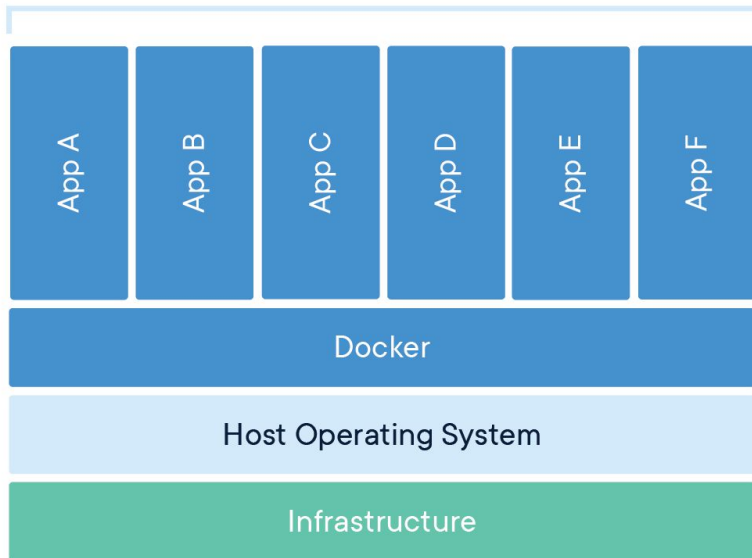 App A
App B
App C
App D
App E
App F
Docker
Host Operating System
Infrastructure